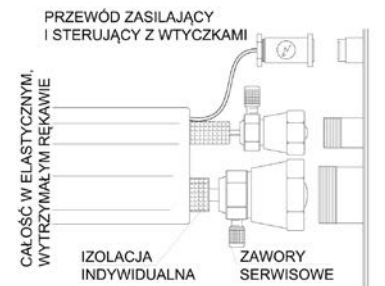 PRZEWÓD ZASILAJĄCY
I STERUJĄCY Z WTYCZKAMI
CAŁOŚĆ W ELASTYCZNYM,
WYTRZYMAŁYM RĘKAWIE
IZOLACJA
INDYWIDUALNA
ZAWORY
SERWISOWE